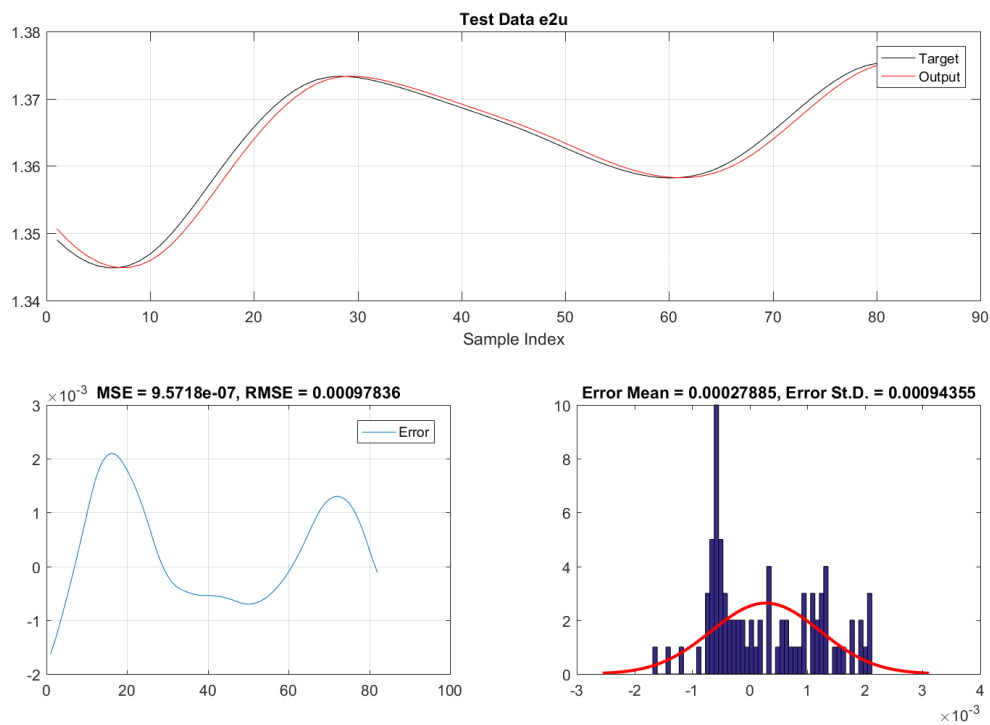 Test Data e2u
1.38
1.37
1.36
1.35
1.34
Target
Output
0 10 20 30 40 50 60 70 80 90
Sample Index
×10⁻³ MSE = 9.5718e-07, RMSE = 0.00097836
3
2
1
0
-1
-2
Error
0 20 40 60 80 100
Error Mean = 0.00027885, Error St.D. = 0.00094355
10
8
6
4
2
0
-3 -2 -1 0 1 2 3 4
×10⁻³